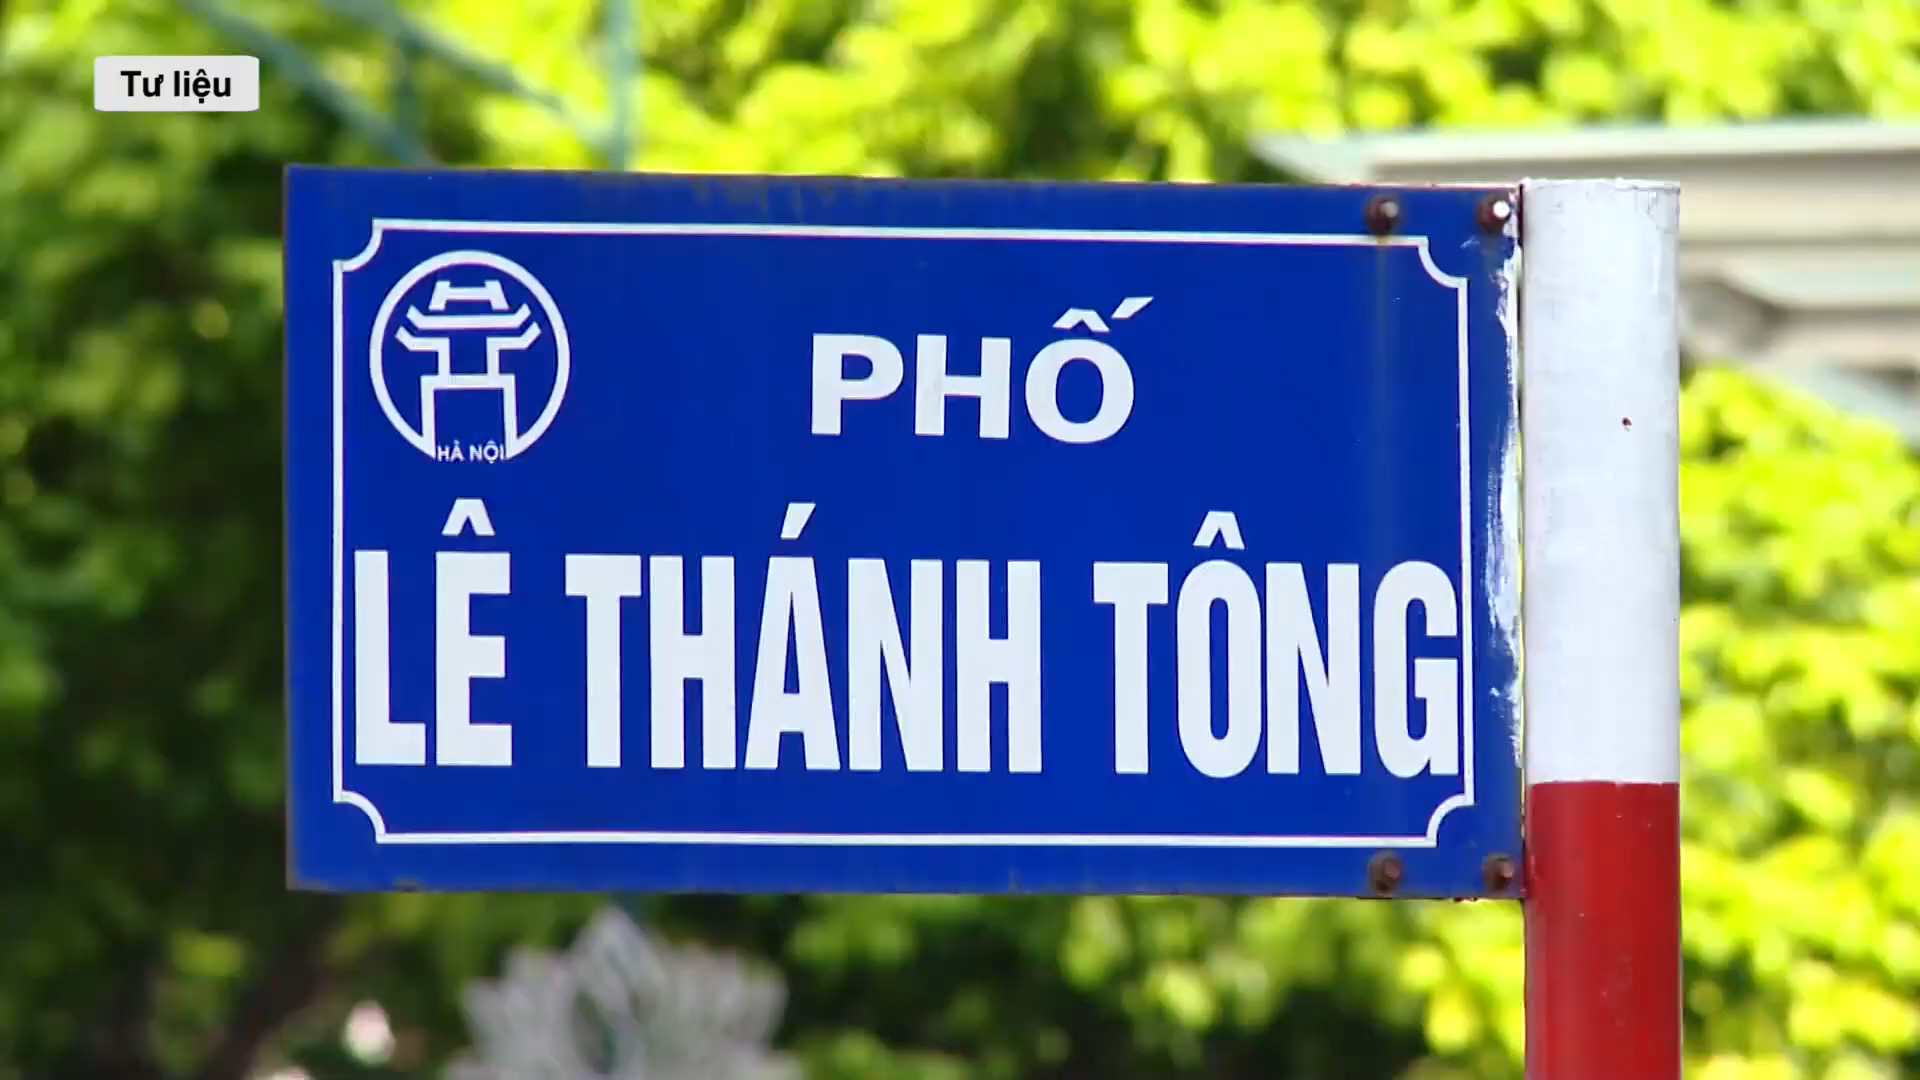 Tư liệu
HÀ NỘI
PHỐ
LÊ THÁNH TÔNG